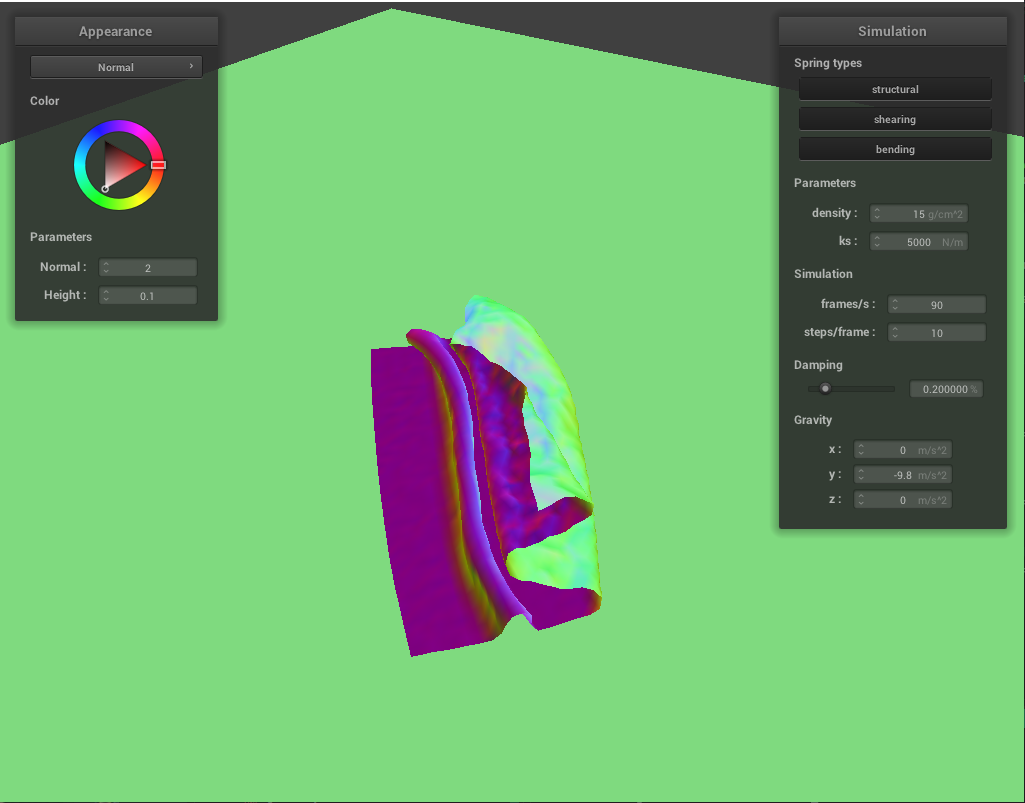 Appearance
Normal
Color
Parameters
Normal : 2
Height : 0.1
Simulation
Spring types
structural
shearing
bending
Parameters
density : 15 g/cm^2
ks : 5000 N/m
Simulation
frames/s : 90
steps/frame : 10
Damping
0.200000 %
Gravity
x : 0 m/s^2
y : -9.8 m/s^2
z : 0 m/s^2